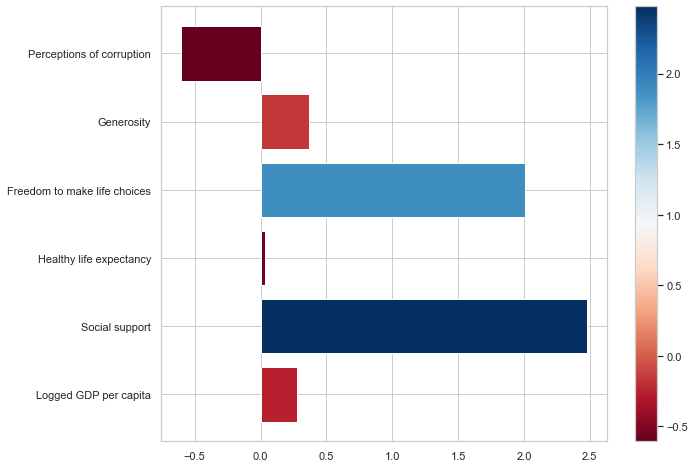 Perceptions of corruption
Generosity
Freedom to make life choices
Healthy life expectancy
Social support
Logged GDP per capita
−0.5 0.0 0.5 1.0 1.5 2.0 2.5
2.0
1.5
1.0
0.5
0.0
−0.5